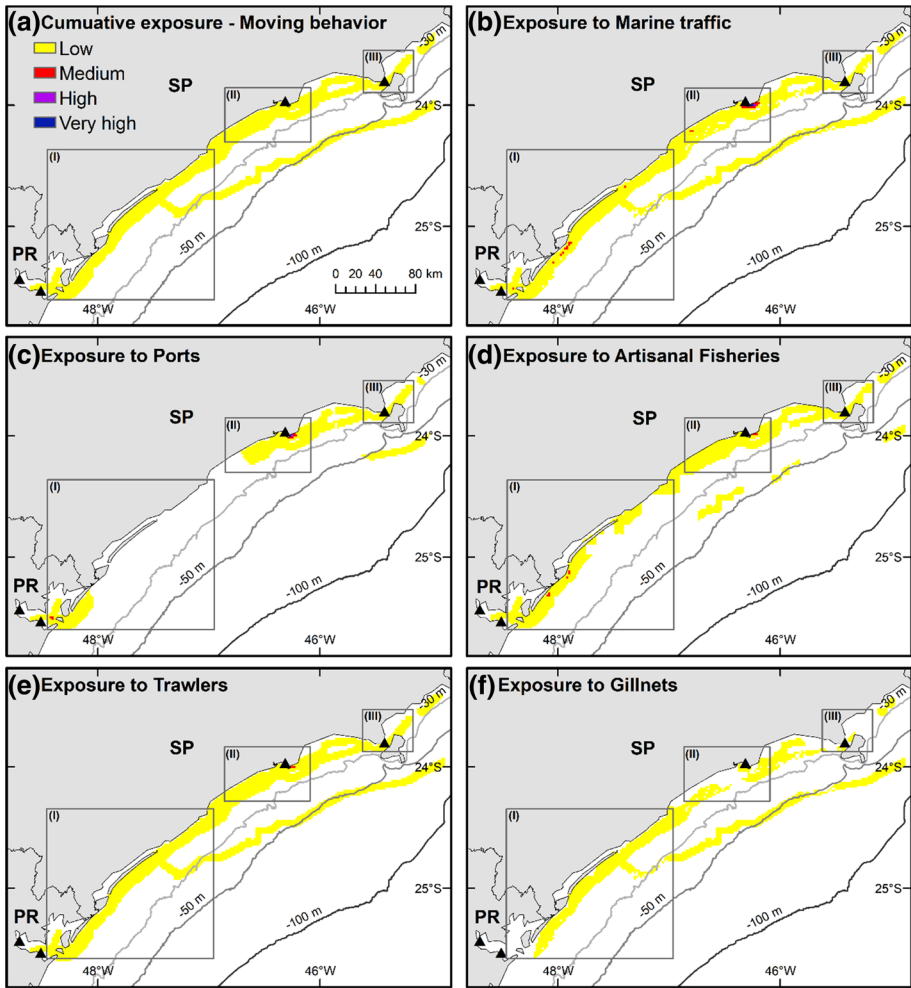 (a) Cumuative exposure - Moving behavior
Low
Medium
High
Very high
SP
(I)
(II)
(III)
PR
-30 m
-50 m
-100 m
0 20 40 80 km
24°S
25°S
48°W
46°W
(b) Exposure to Marine traffic
SP
(I)
(II)
(III)
PR
-30 m
-50 m
-100 m
24°S
25°S
48°W
46°W
(c) Exposure to Ports
SP
(I)
(II)
(III)
PR
-30 m
-50 m
-100 m
24°S
25°S
48°W
46°W
(d) Exposure to Artisanal Fisheries
SP
(I)
(II)
(III)
PR
-30 m
-50 m
-100 m
24°S
25°S
48°W
46°W
(e) Exposure to Trawlers
SP
(I)
(II)
(III)
PR
-30 m
-50 m
-100 m
24°S
25°S
48°W
46°W
(f) Exposure to Gillnets
SP
(I)
(II)
(III)
PR
-30 m
-50 m
-100 m
24°S
25°S
48°W
46°W